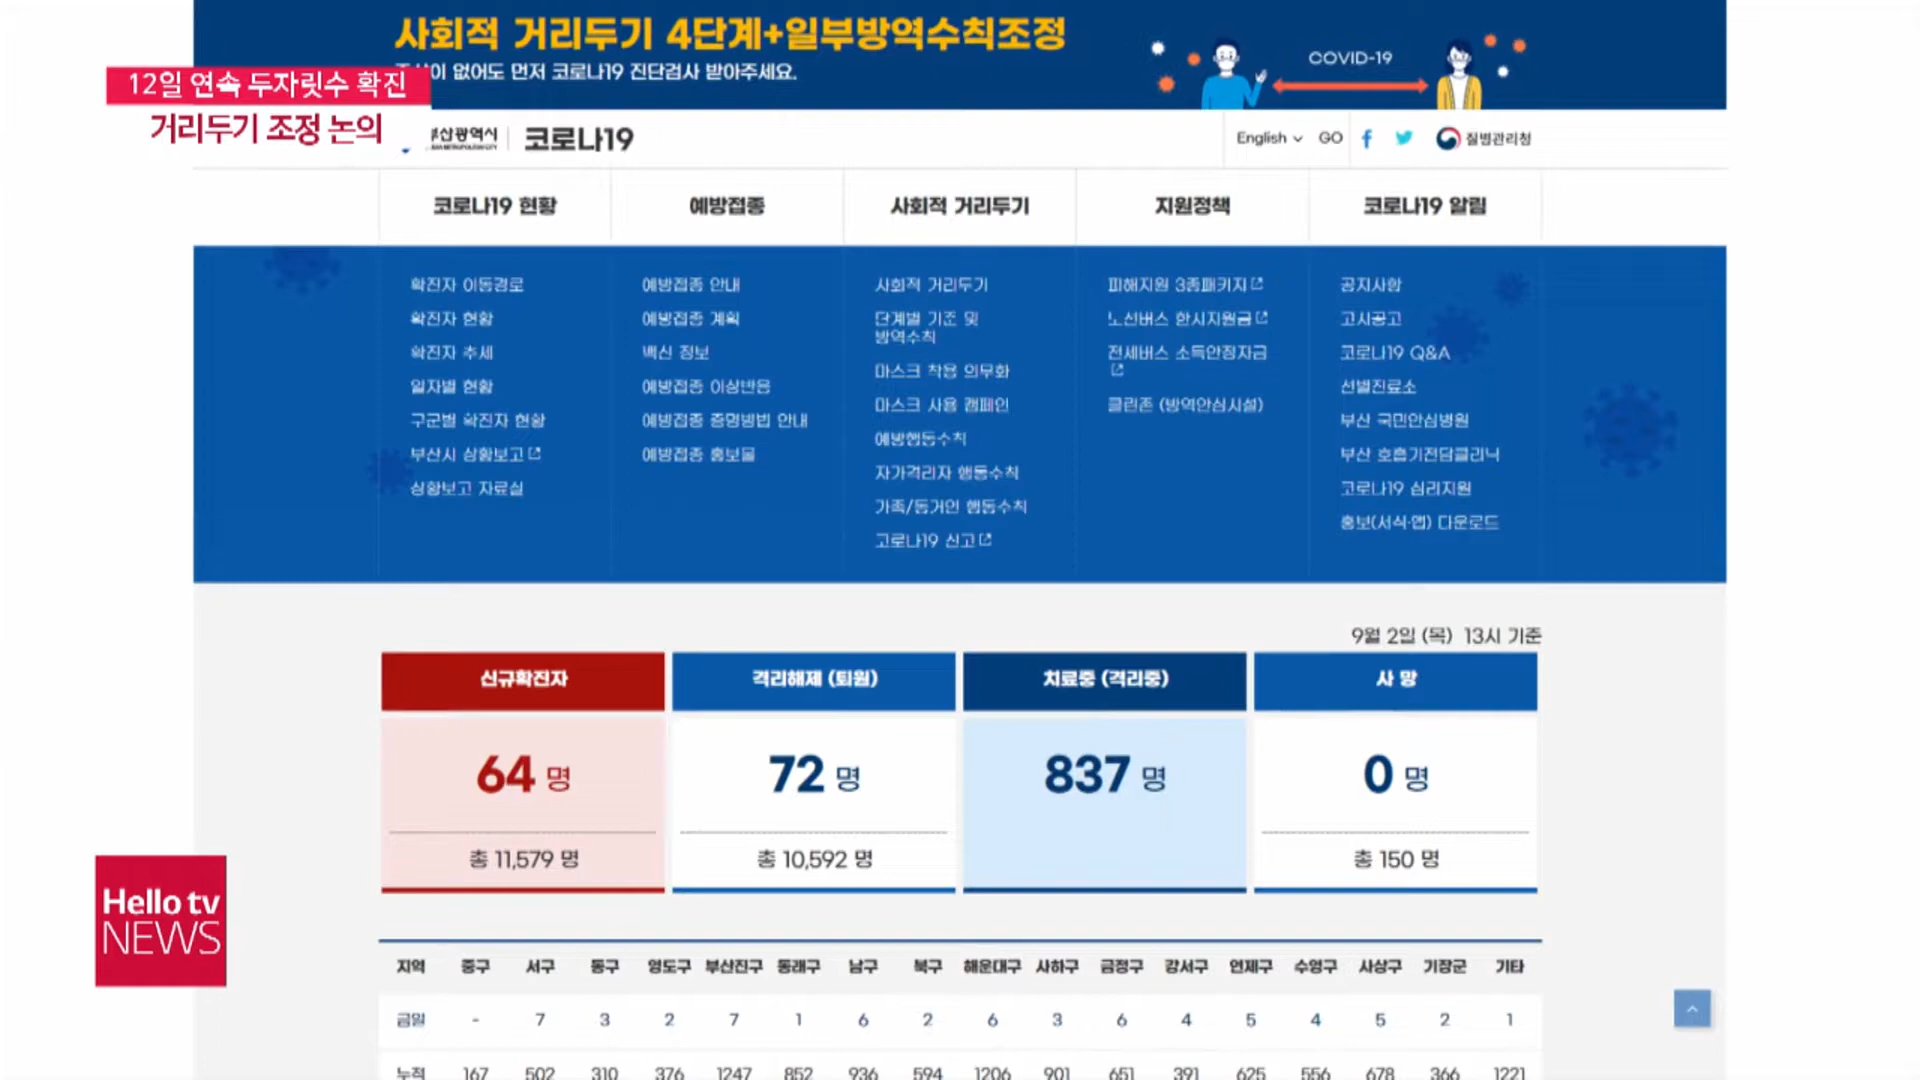 사회적 거리두기 4단계+일부방역수칙조정
이 없어도 먼저 코로나19 진단검사 받아주세요.
COVID-19
12일 연속 두자릿수 확진
거리두기 조정 논의
부산광역시 코로나19
English GO 질병관리청
코로나19 현황 예방접종 사회적 거리두기 지원정책 코로나19 알림
확진자 이동경로
확진자 현황
확진자 추세
일자별 현황
구군별 확진자 현황
부산시 상황보고
상황보고 자료실
예방접종 안내
예방접종 계획
백신 정보
예방접종 이상반응
예방접종 증명방법 안내
예방접종 홍보물
사회적 거리두기
단계별 기준 및
방역수칙
마스크 착용 의무화
마스크 사용 캠페인
예방행동수칙
자가격리자 행동수칙
가족/동거인 행동수칙
코로나19 신고
피해지원 3종패키지
노선버스 한시지원금
전세버스 소득안정자금
클린존 (방역안심시설)
공지사항
고시공고
코로나19 Q&A
선별진료소
부산 국민안심병원
부산 호흡기전담클리닉
코로나19 심리지원
홍보(서식·앱) 다운로드
9월 2일 (목) 13시 기준
신규확진자 격리해제 (퇴원) 치료중 (격리중) 사 망
64 명 72 명 837 명 0 명
총 11,579 명 총 10,592 명 총 150 명
Hello tv
NEWS
지역 중구 서구 동구 영도구 부산진구 동래구 남구 북구 해운대구 사하구 금정구 강서구 연제구 수영구 사상구 기장군 기타
금일 - 7 3 2 7 1 6 2 6 3 6 4 5 4 5 2 1
누적 167 502 310 376 1247 852 936 594 1206 901 651 391 625 556 678 366 1221